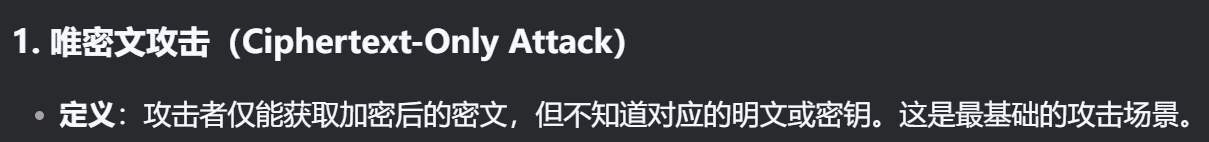 1. 唯密文攻击（Ciphertext-Only Attack）
• 定义：攻击者仅能获取加密后的密文，但不知道对应的明文或密钥。这是最基础的攻击场景。